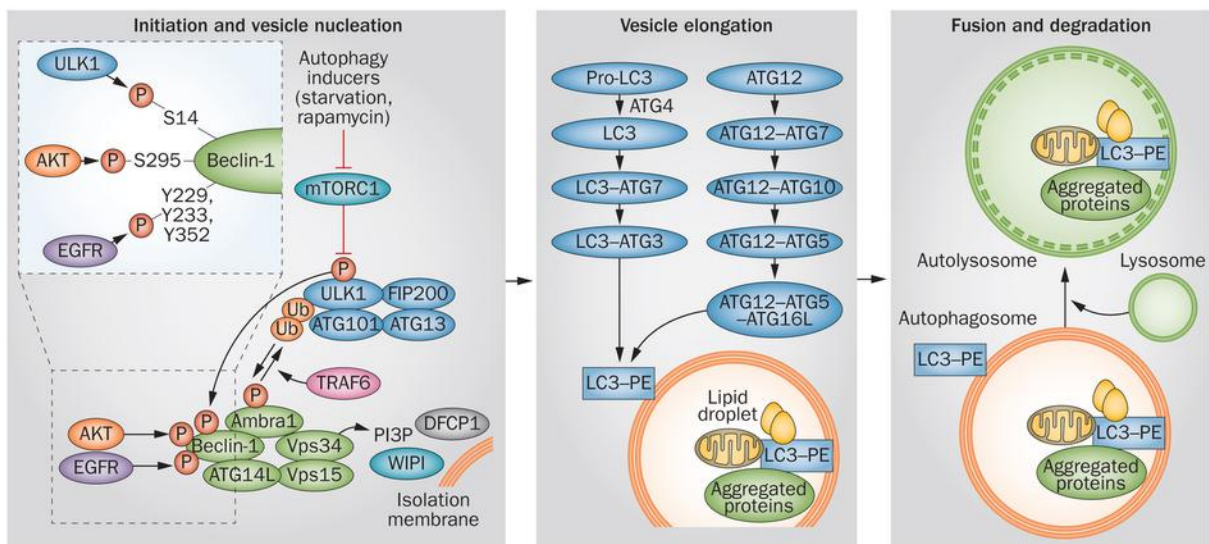 Initiation and vesicle nucleation
ULK1
P
S14
AKT
P
S295
Beclin-1
Y229,
Y233,
Y352
P
EGFR
Autophagy
inducers
(starvation,
rapamycin)
mTORC1
P
ULK1
FIP200
Ub
Ub
ATG101
ATG13
TRAF6
P
Ambra1
P
P
AKT
Beclin-1
Vps34
PI3P
DFCP1
EGFR
P
ATG14L
Vps15
WIPI
Isolation
membrane
Vesicle elongation
Pro-LC3
ATG4
LC3
LC3–ATG7
LC3–ATG3
ATG12
ATG12–ATG7
ATG12–ATG10
ATG12–ATG5
ATG12–ATG5
–ATG16L
LC3–PE
Lipid
droplet
LC3–PE
Aggregated
proteins
Fusion and degradation
LC3–PE
Aggregated
proteins
Autolysosome
Lysosome
Autophagosome
LC3–PE
LC3–PE
Aggregated
proteins